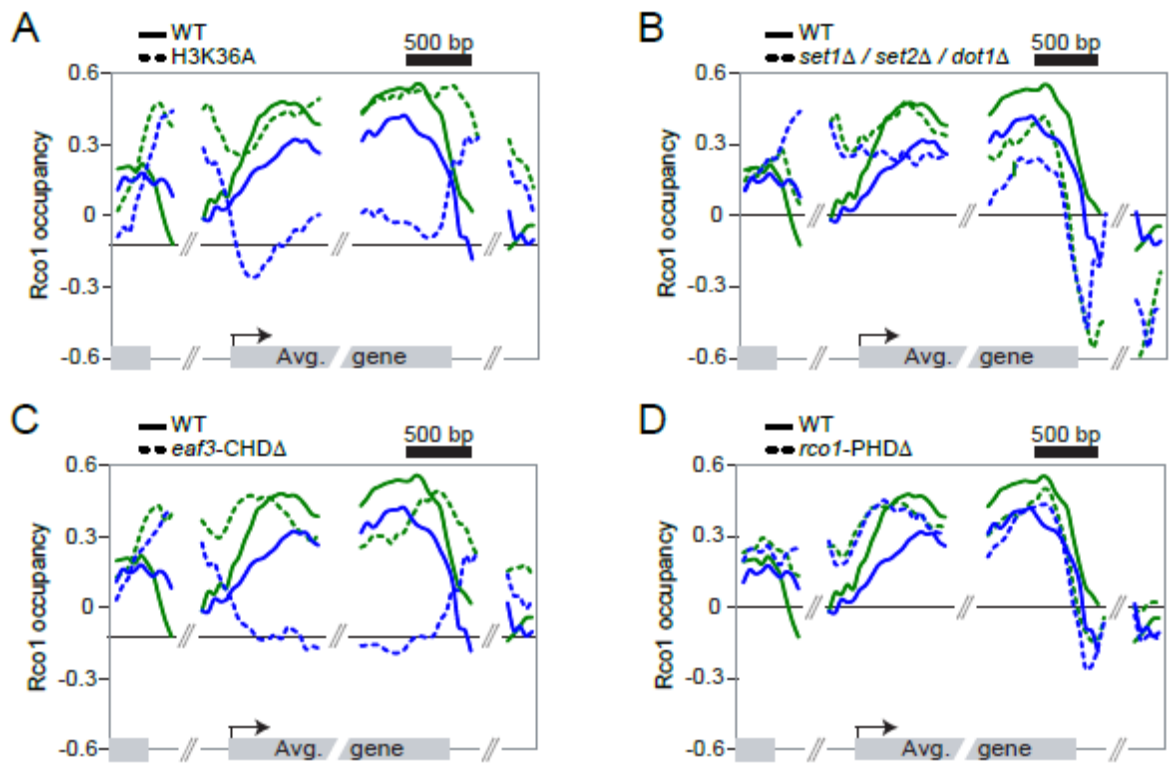 A
WT
H3K36A
500 bp
Rco1 occupancy
0.6
0.3
0
-0.3
-0.6
Avg. gene
B
WT
set1Δ / set2Δ / dot1Δ
500 bp
Rco1 occupancy
0.6
0.3
0
-0.3
-0.6
Avg. gene
C
WT
eaf3-CHDΔ
500 bp
Rco1 occupancy
0.6
0.3
0
-0.3
-0.6
Avg. gene
D
WT
rco1-PHDΔ
500 bp
Rco1 occupancy
0.6
0.3
0
-0.3
-0.6
Avg. gene